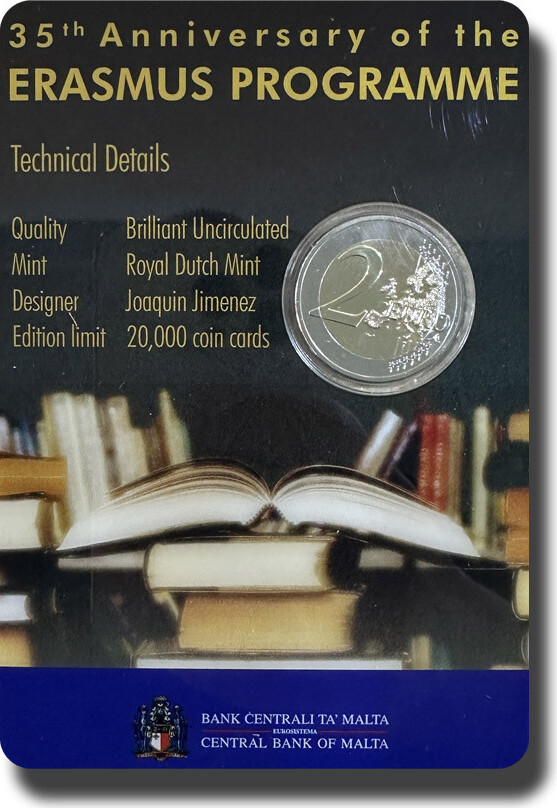 35th Anniversary of the
ERASMUS PROGRAMME
Technical Details
Quality Brilliant Uncirculated
Mint Royal Dutch Mint
Designer Joaquin Jimenez
Edition limit 20,000 coin cards
2 EURO
BANK ĊENTRALI TA' MALTA
EUROSISTEMA
CENTRAL BANK OF MALTA